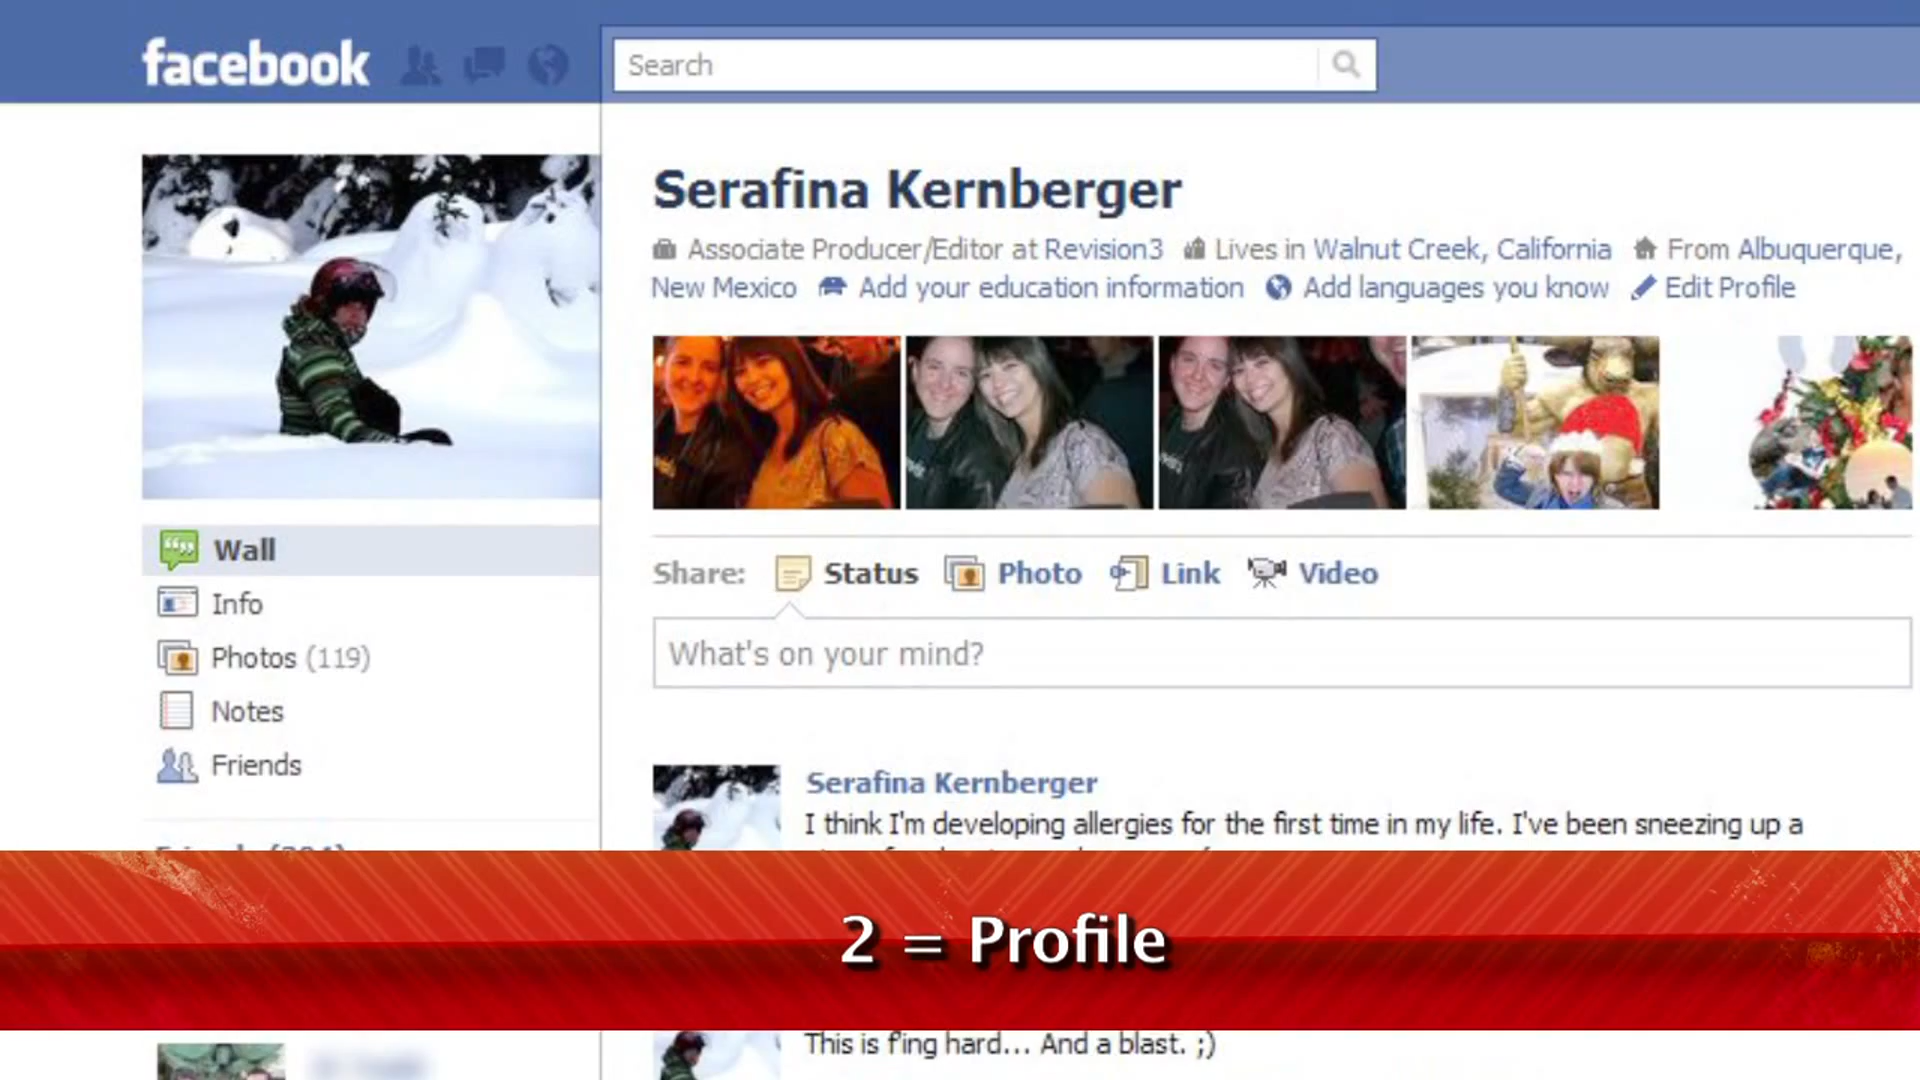 facebook
Search
Serafina Kernberger
Associate Producer/Editor at Revision3 Lives in Walnut Creek, California From Albuquerque,
New Mexico Add your education information Add languages you know Edit Profile
Share: Status Photo Link Video
What's on your mind?
Wall
Info
Photos (119)
Notes
Friends
Serafina Kernberger
I think I'm developing allergies for the first time in my life. I've been sneezing up a
2 = Profile
This is f'ing hard... And a blast. ;)